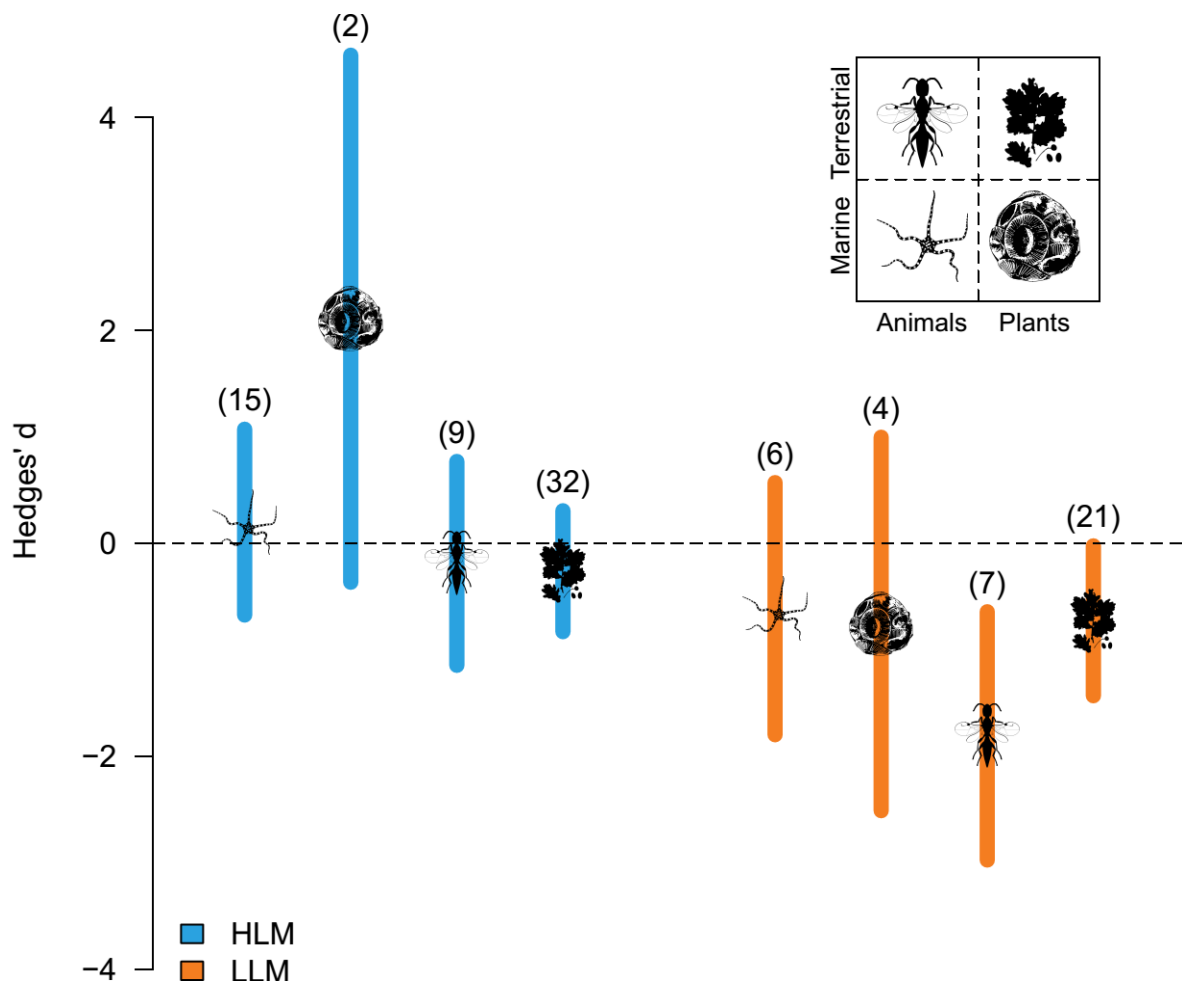 (2)
4
Terrestrial
Marine
Animals Plants
2
(15)
(9)
(32)
(6)
(4)
(21)
(7)
Hedges' d
0
−2
HLM
LLM
−4